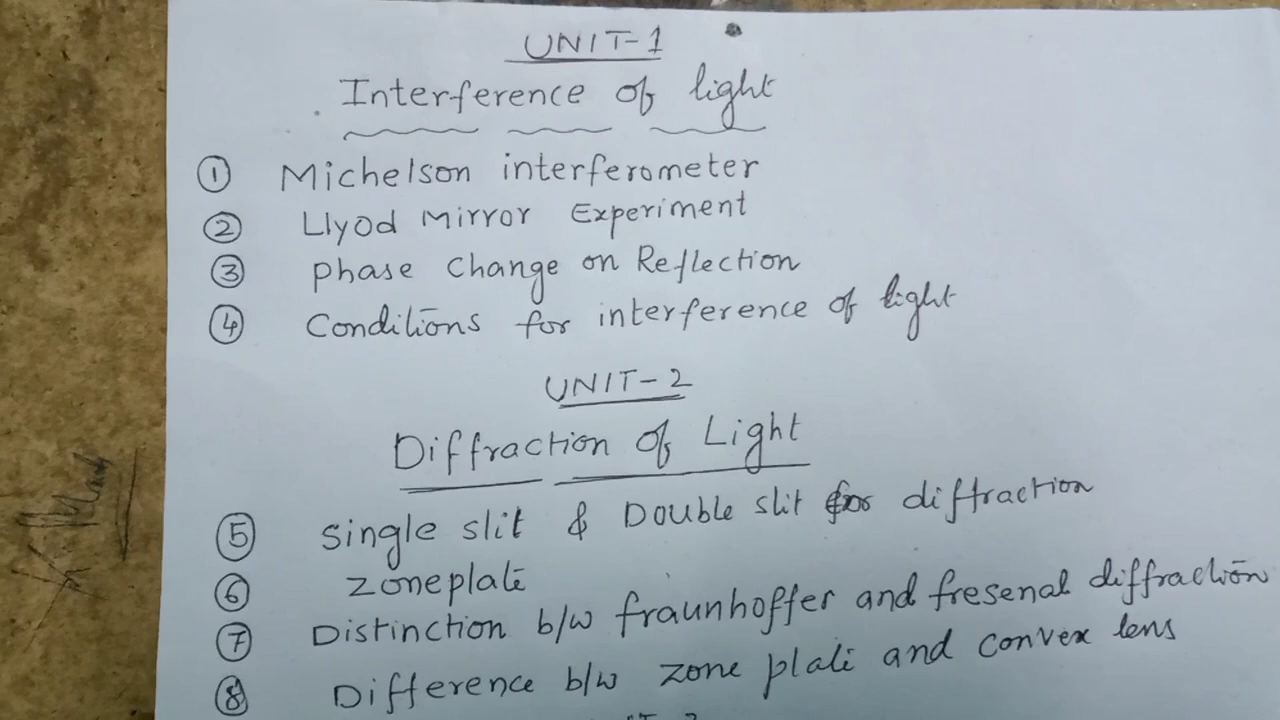 UNIT-1
Interference of light
① Michelson interferometer
② Llyod Mirror Experiment
③ Phase Change on Reflection
④ Conditions for interference of light
UNIT-2
Diffraction of Light
⑤ Single slit & Double slit for diffraction
⑥ Zoneplate
⑦ Distinction b/w fraunhoffer and fresenal diffraction
⑧ Difference b/w zone plate and convex lens